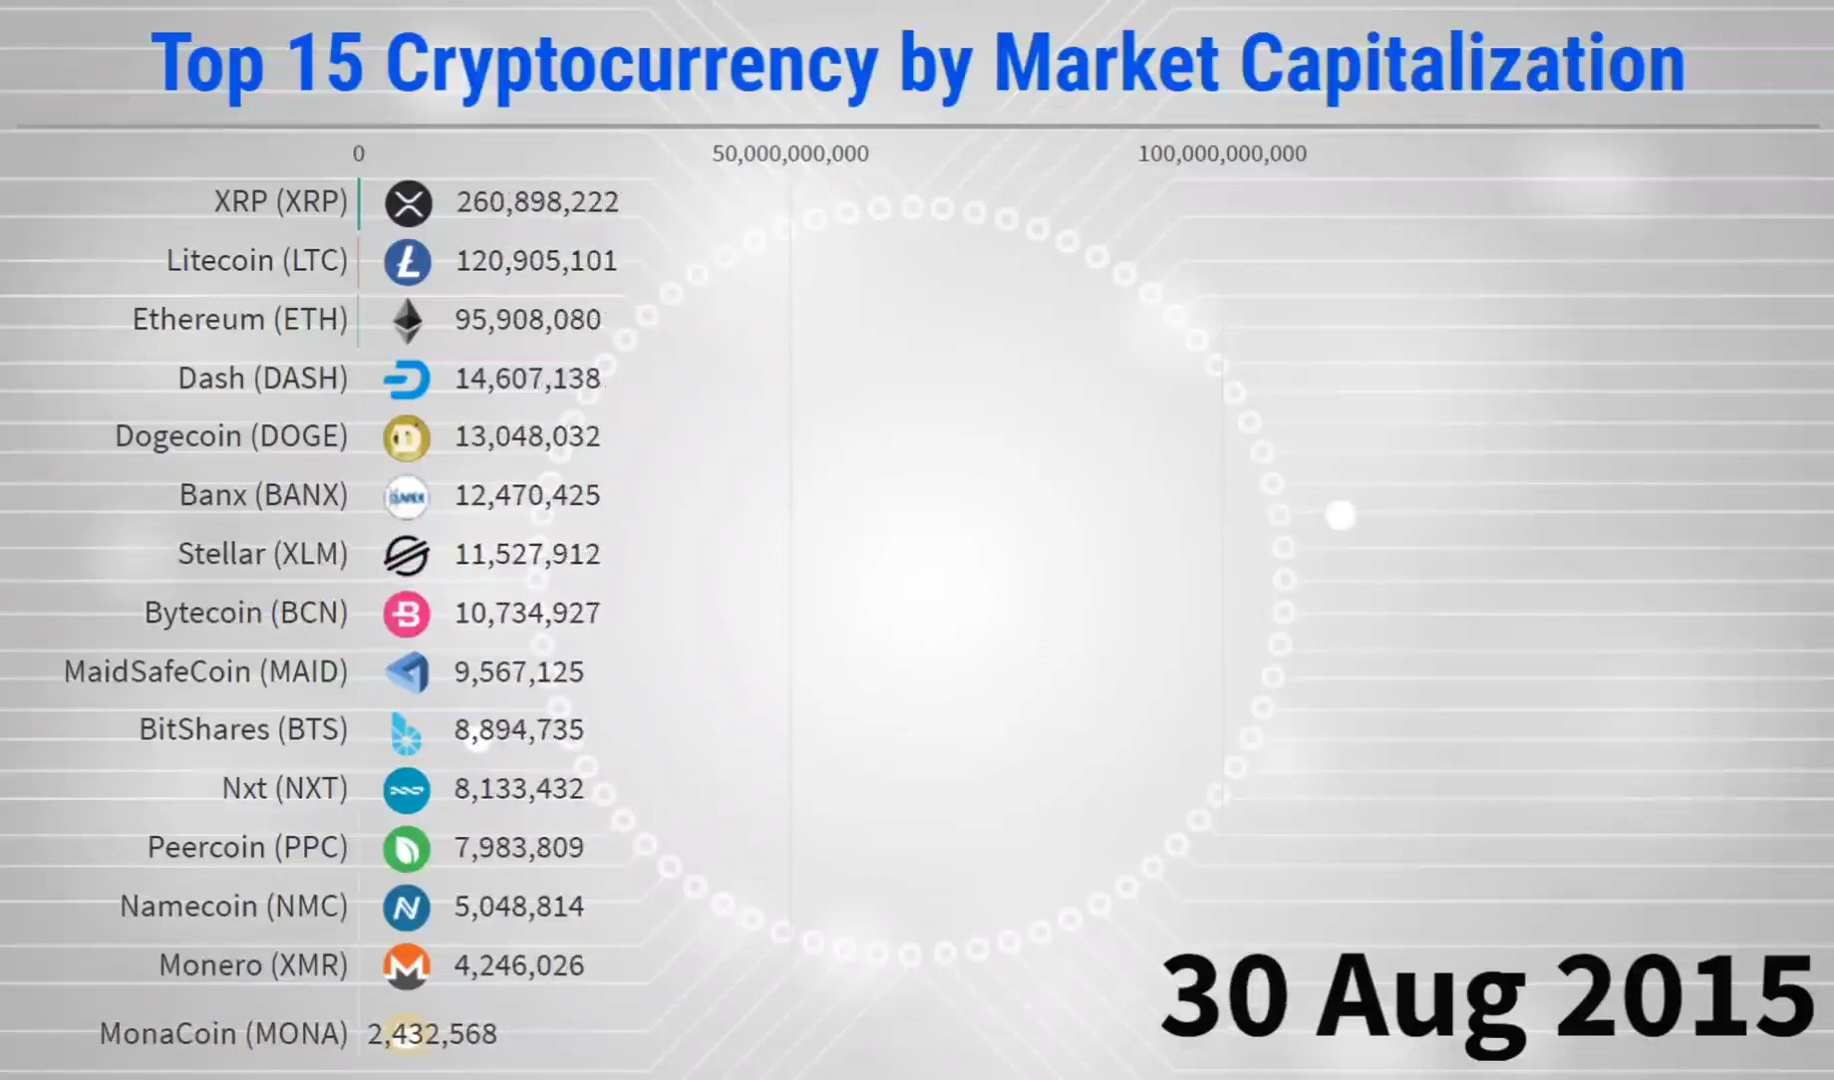 Top 15 Cryptocurrency by Market Capitalization
0 50,000,000,000 100,000,000,000
XRP (XRP) 260,898,222
Litecoin (LTC) 120,905,101
Ethereum (ETH) 95,908,080
Dash (DASH) 14,607,138
Dogecoin (DOGE) 13,048,032
Banx (BANX) 12,470,425
Stellar (XLM) 11,527,912
Bytecoin (BCN) 10,734,927
MaidSafeCoin (MAID) 9,567,125
BitShares (BTS) 8,894,735
Nxt (NXT) 8,133,432
Peercoin (PPC) 7,983,809
Namecoin (NMC) 5,048,814
Monero (XMR) 4,246,026
MonaCoin (MONA) 2,432,568
30 Aug 2015